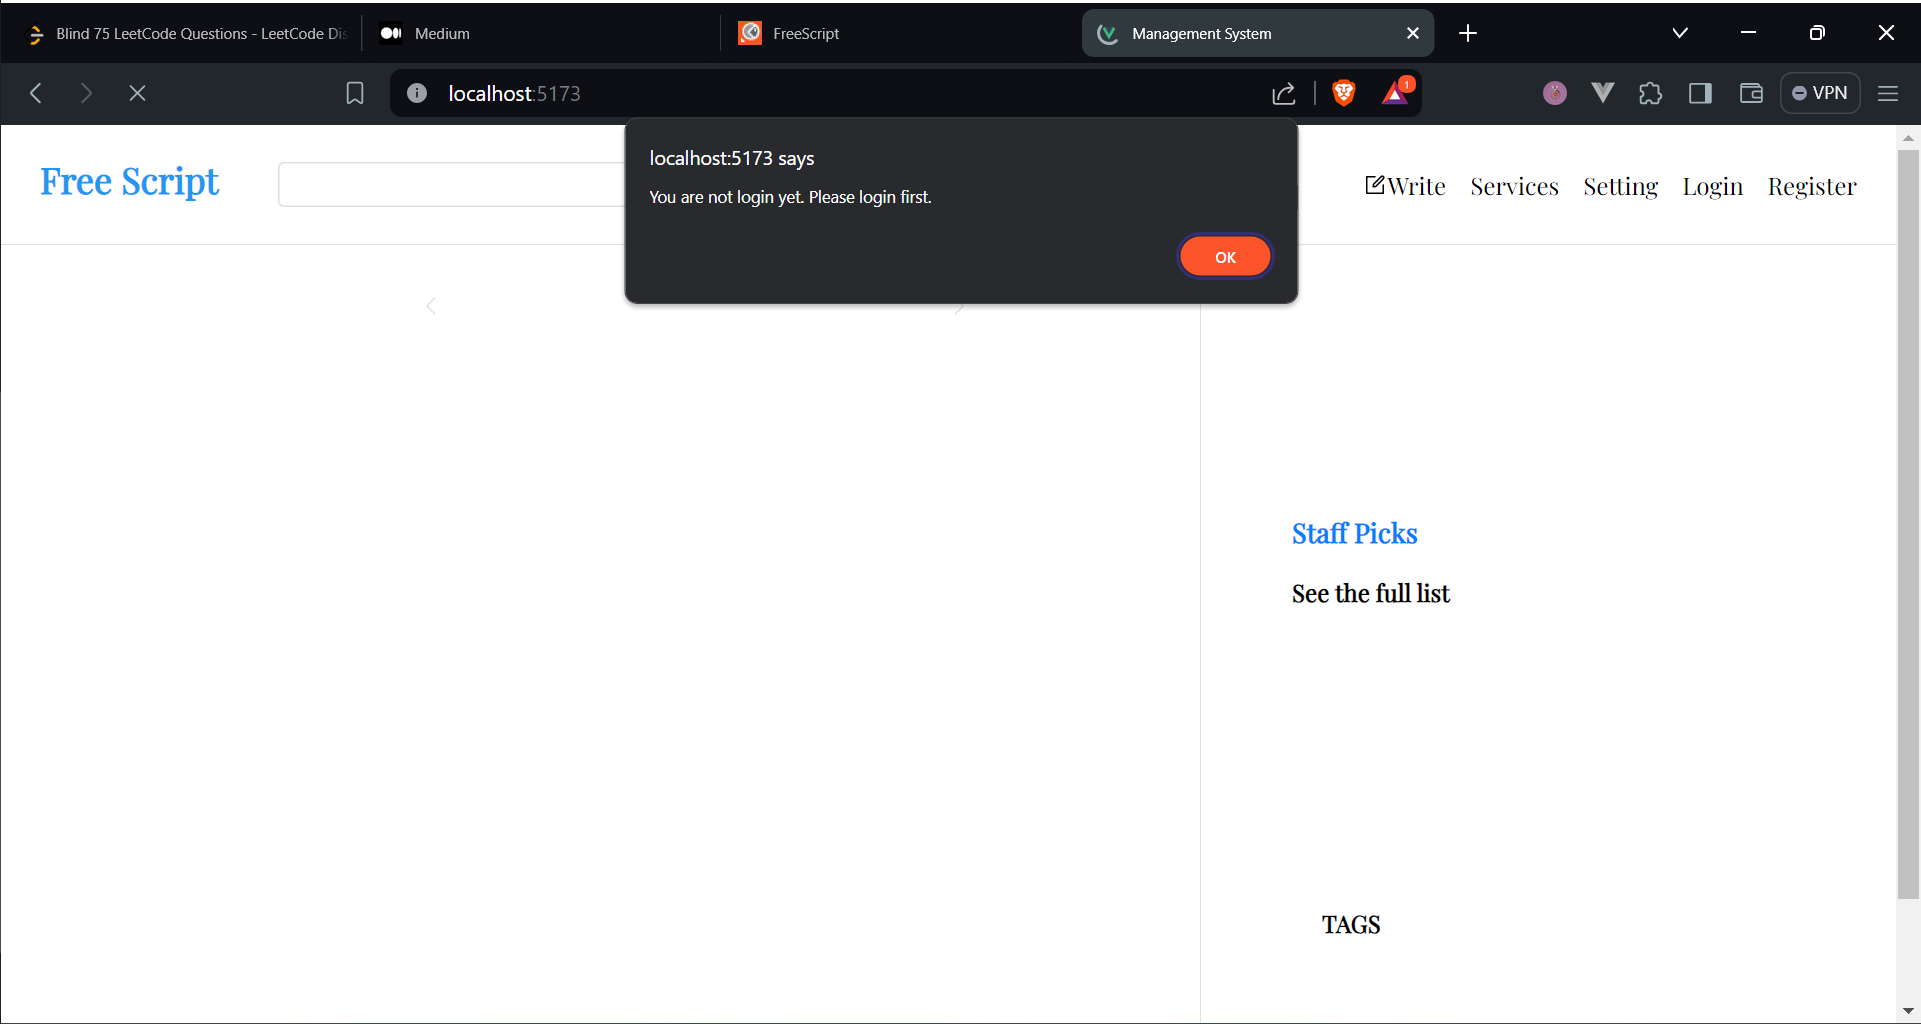 Blind 75 LeetCode Questions - LeetCode Dis
Medium
FreeScript
Management System
localhost:5173
1
VPN
localhost:5173 says
You are not login yet. Please login first.
OK
Free Script
Write
Services
Setting
Login
Register
Staff Picks
See the full list
TAGS